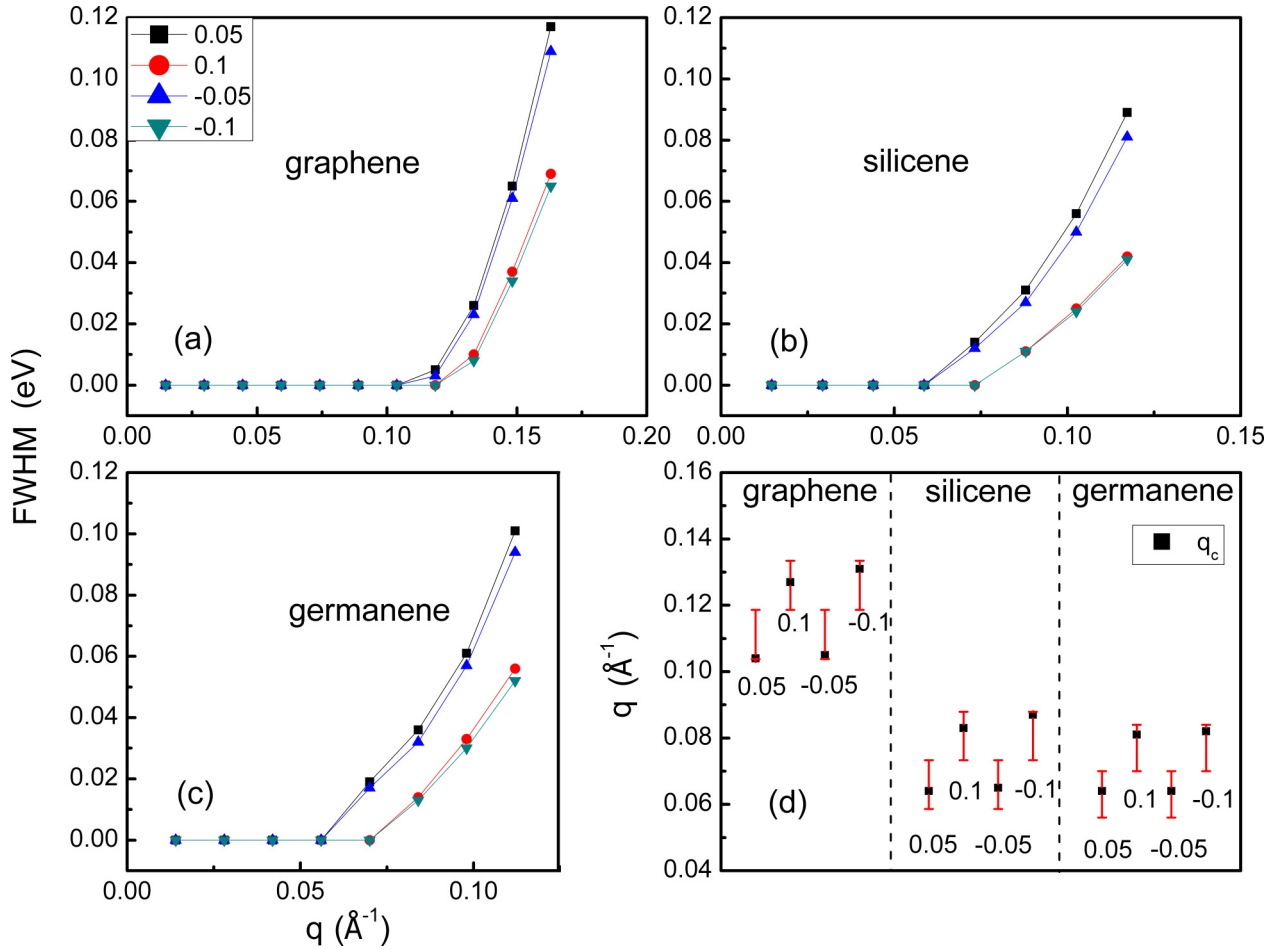 FWHM (eV)
0.12
0.10
0.08
0.06
0.04
0.02
0.00
0.05
0.1
-0.05
-0.1
graphene
(a)
0.00 0.05 0.10 0.15 0.20
0.12
0.10
0.08
0.06
0.04
0.02
0.00
silicene
(b)
0.00 0.05 0.10 0.15
0.12
0.10
0.08
0.06
0.04
0.02
0.00
germanene
(c)
0.00 0.05 0.10
q (Å⁻¹)
q (Å⁻¹)
0.16
0.14
0.12
0.10
0.08
0.06
0.04
graphene silicene germanene
q_c
0.1 -0.1
0.05 -0.05
0.1 -0.1
0.05 -0.05
0.1 -0.1
0.05 -0.05
(d)